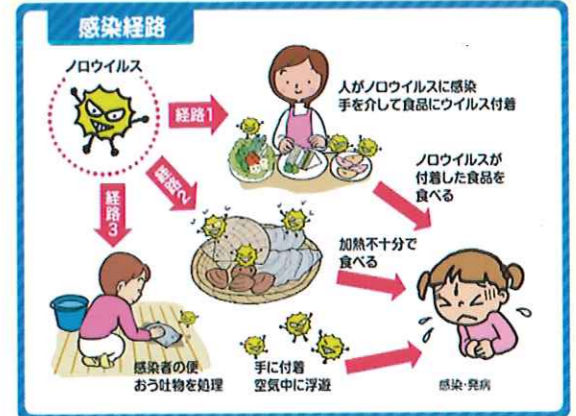 感染経路
ノロウイルス
経路1
人がノロウイルスに感染
手を介して食品にウイルス付着
経路2
経路3
ノロウイルスが
付着した食品を
食べる
加熱不十分で
食べる
感染者の便
おう吐物を処理
手に付着
空気中に浮遊
感染・発病